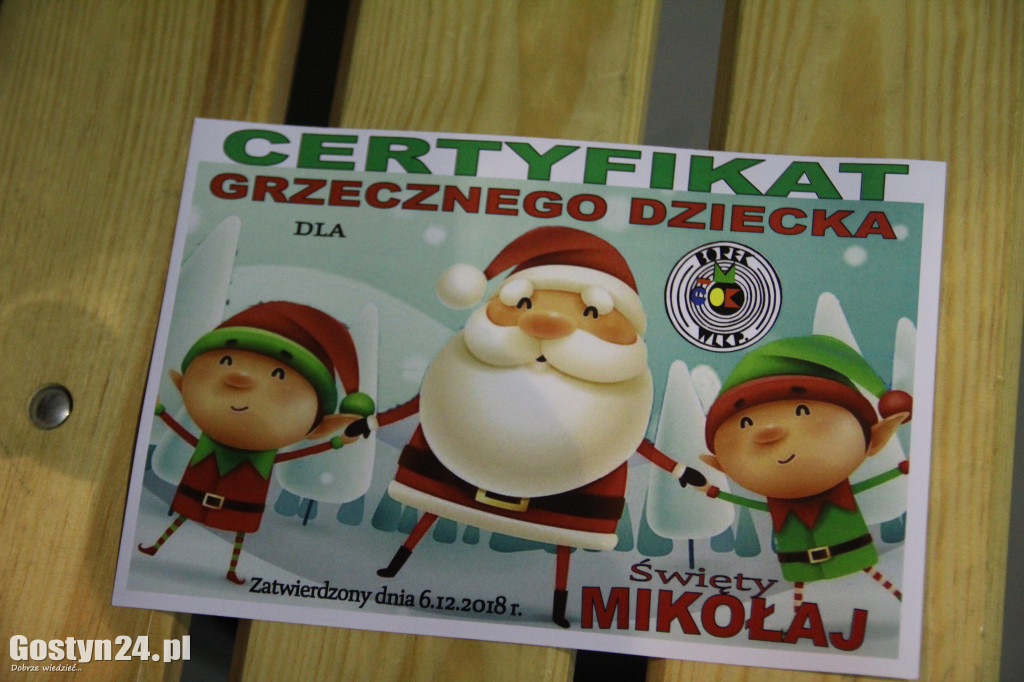 CERTYFIKAT
GRZECZNEGO DZIECKA
DLA
BOREK
WLKP.
Zatwierdzony dnia 6.12.2018 r.
Święty
MIKOŁAJ
Gostyn24.pl
Dobrze wiedzieć...